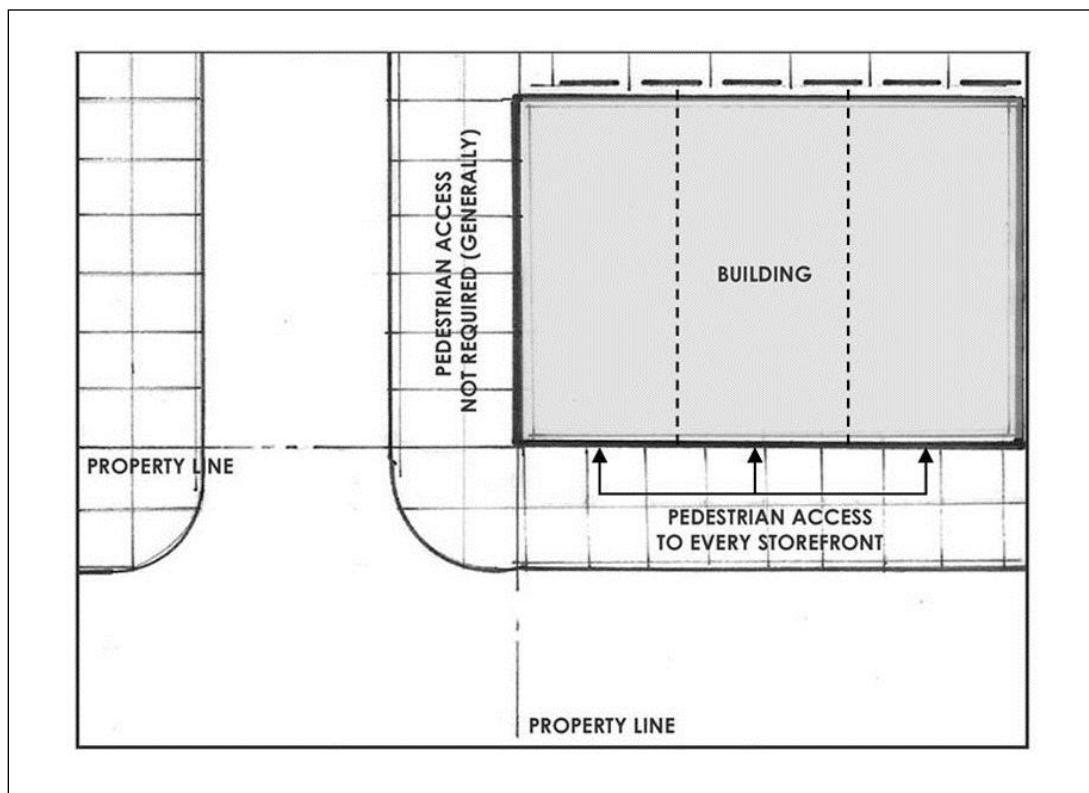 PEDESTRIAN ACCESS
NOT REQUIRED (GENERALLY)
BUILDING
PROPERTY LINE
PEDESTRIAN ACCESS
TO EVERY STOREFRONT
PROPERTY LINE